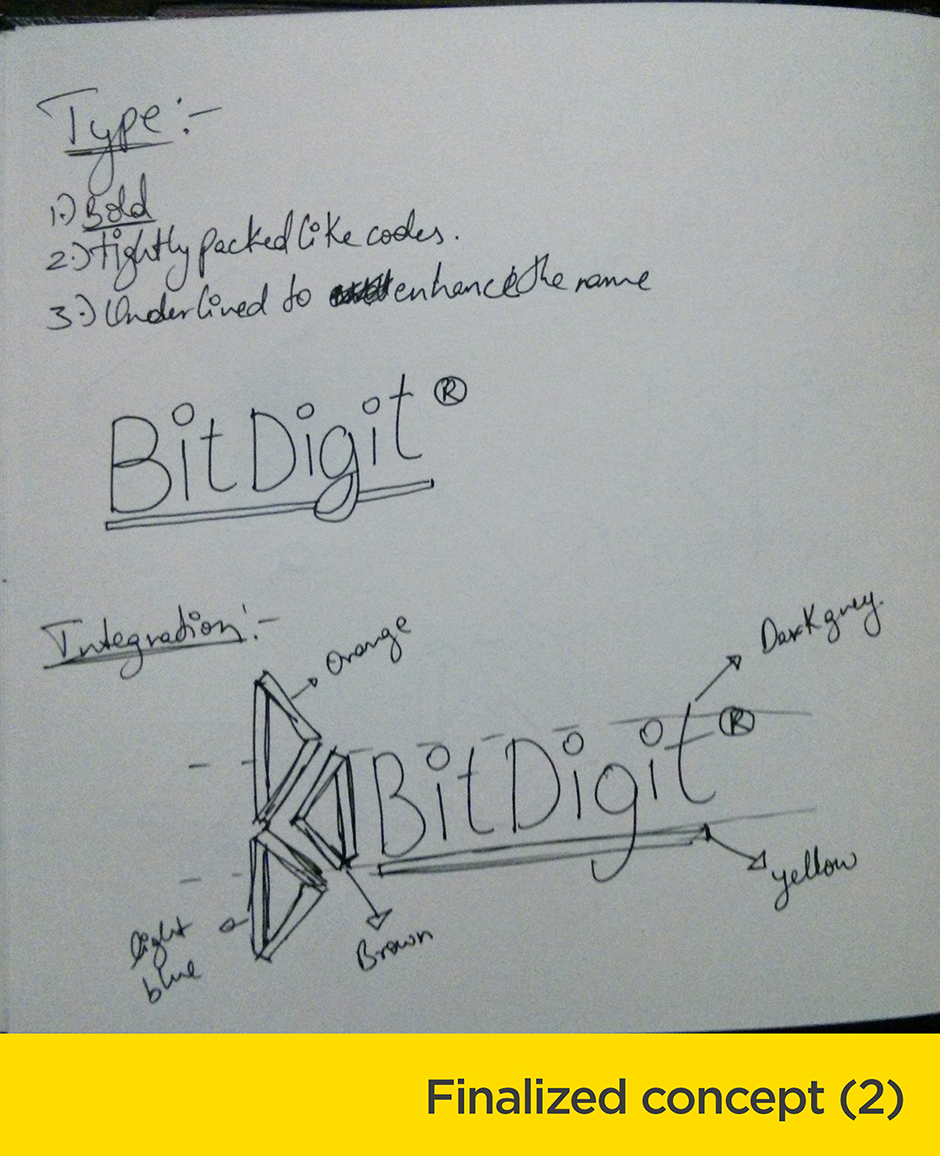 Type:-
1.) Bold
2.) tightly packed like codes.
3.) Underlined to enhance the name
BitDigit ®
Integration:-
Orange
Dark grey.
BitDigit ®
yellow
light
blue
Brown
Finalized concept (2)